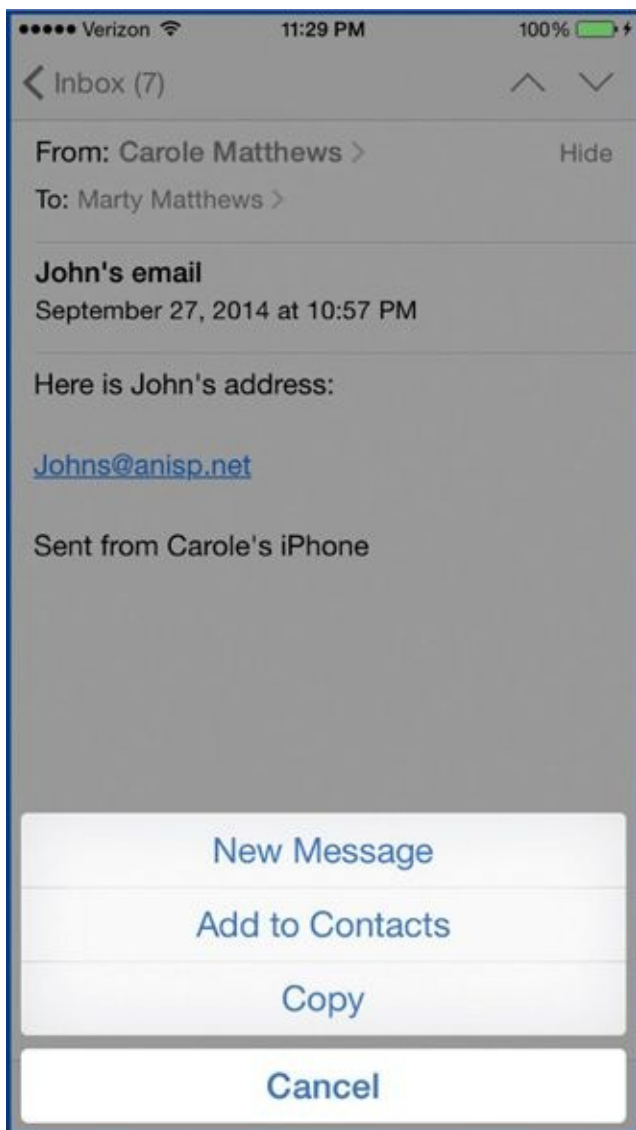 Verizon 11:29 PM 100%
Inbox (7)
From: Carole Matthews > Hide
To: Marty Matthews >
John's email
September 27, 2014 at 10:57 PM
Here is John's address:
Johns@anisp.net
Sent from Carole's iPhone
New Message
Add to Contacts
Copy
Cancel